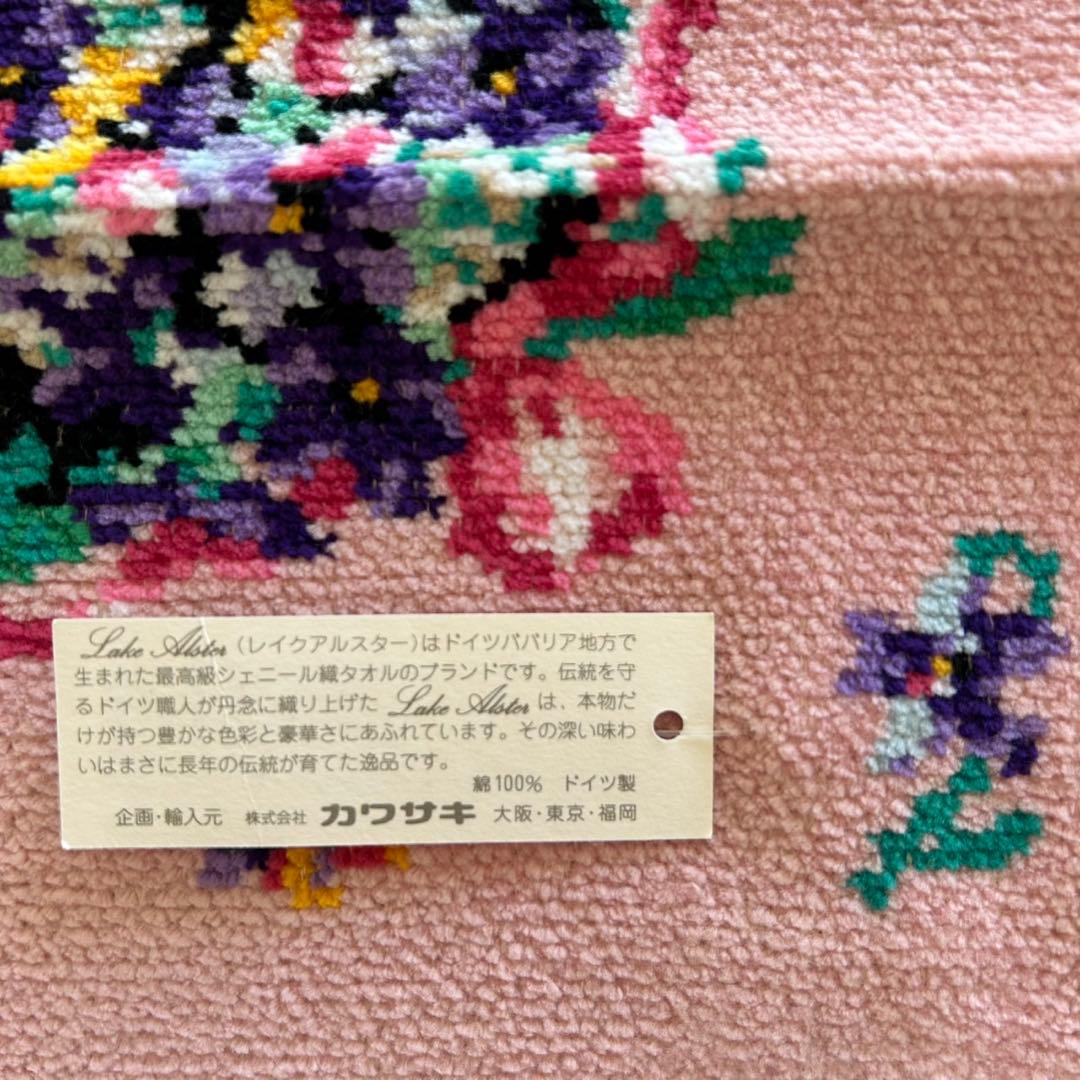 Lake Alster (レイクアルスター)はドイツババリア地方で
生まれた最高級シェニール織タオルのブランドです。伝統を守
るドイツ職人が丹念に織り上げた Lake Alster は、本物だ
けが持つ豊かな色彩と豪華さにあふれています。その深い味わ
いはまさに長年の伝統が育てた逸品です。
綿100% ドイツ製
企画・輸入元 株式会社 カワサキ 大阪・東京・福岡